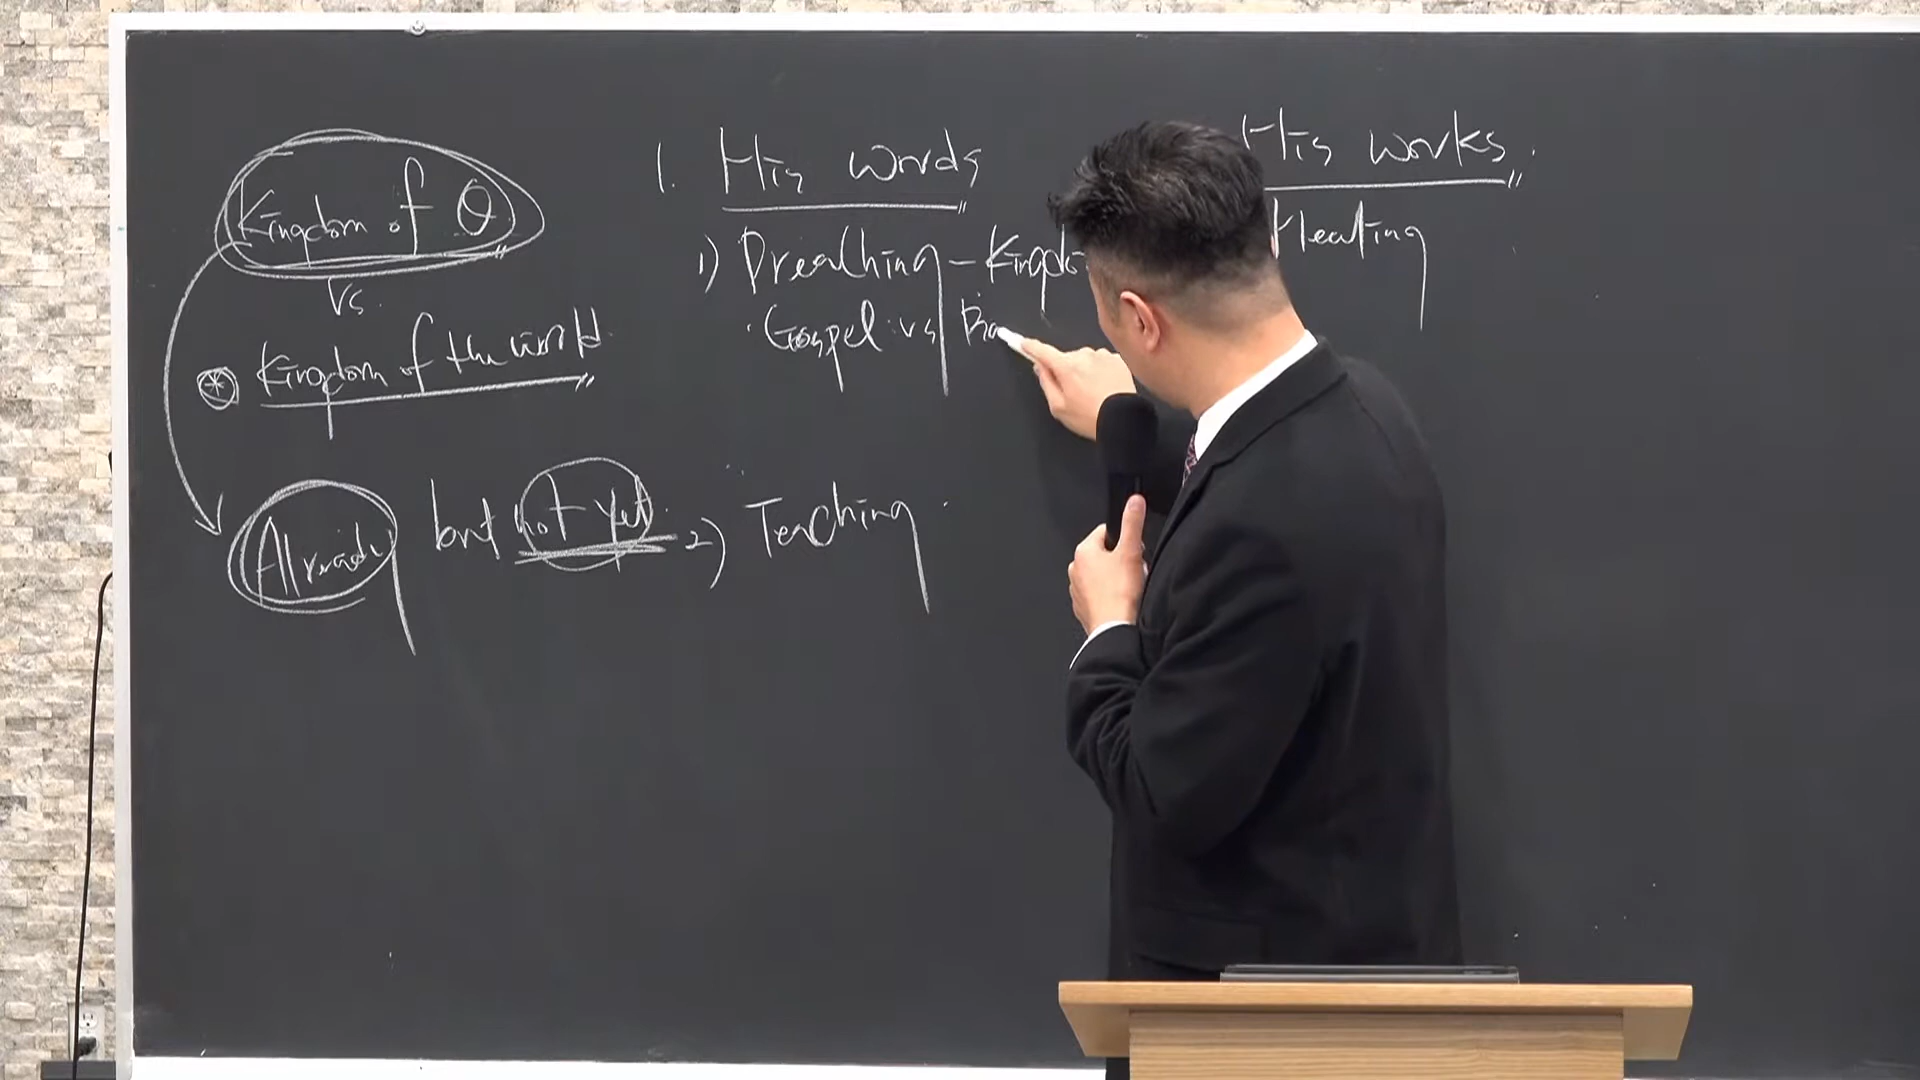 Kingdom of θ
vs.
Kingdom of the world
Already but not yet
1. His words
1) Preaching - Kingdo
· Gospel vs
2) Teaching
His works
Healing